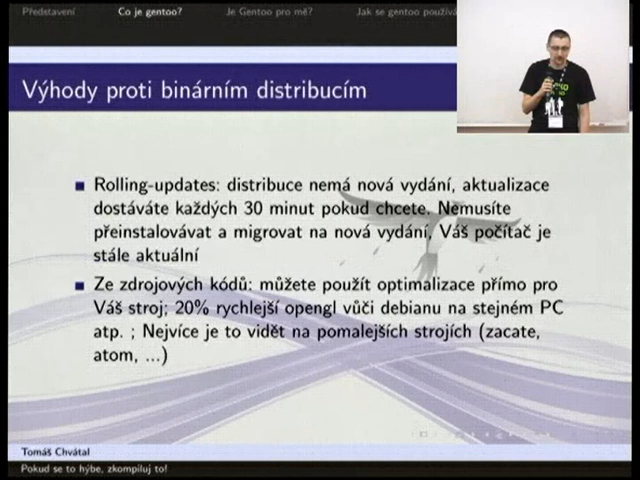 Představení Co je gentoo? Je Gentoo pro mě? Jak se gentoo používá
Výhody proti binárním distribucím
Rolling-updates: distribuce nemá nová vydání, aktualizace
dostáváte každých 30 minut pokud chcete. Nemusíte
přeinstalovávat a migrovat na nová vydání, Váš počítač je
stále aktuální
Ze zdrojových kódů: můžete použít optimalizace přímo pro
Váš stroj; 20% rychlejší opengl vůči debianu na stejném PC
atp. ; Nejvíce je to vidět na pomalejších strojích (zacate,
atom, ...)
Tomáš Chvátal
Pokud se to hýbe, zkompiluj to!